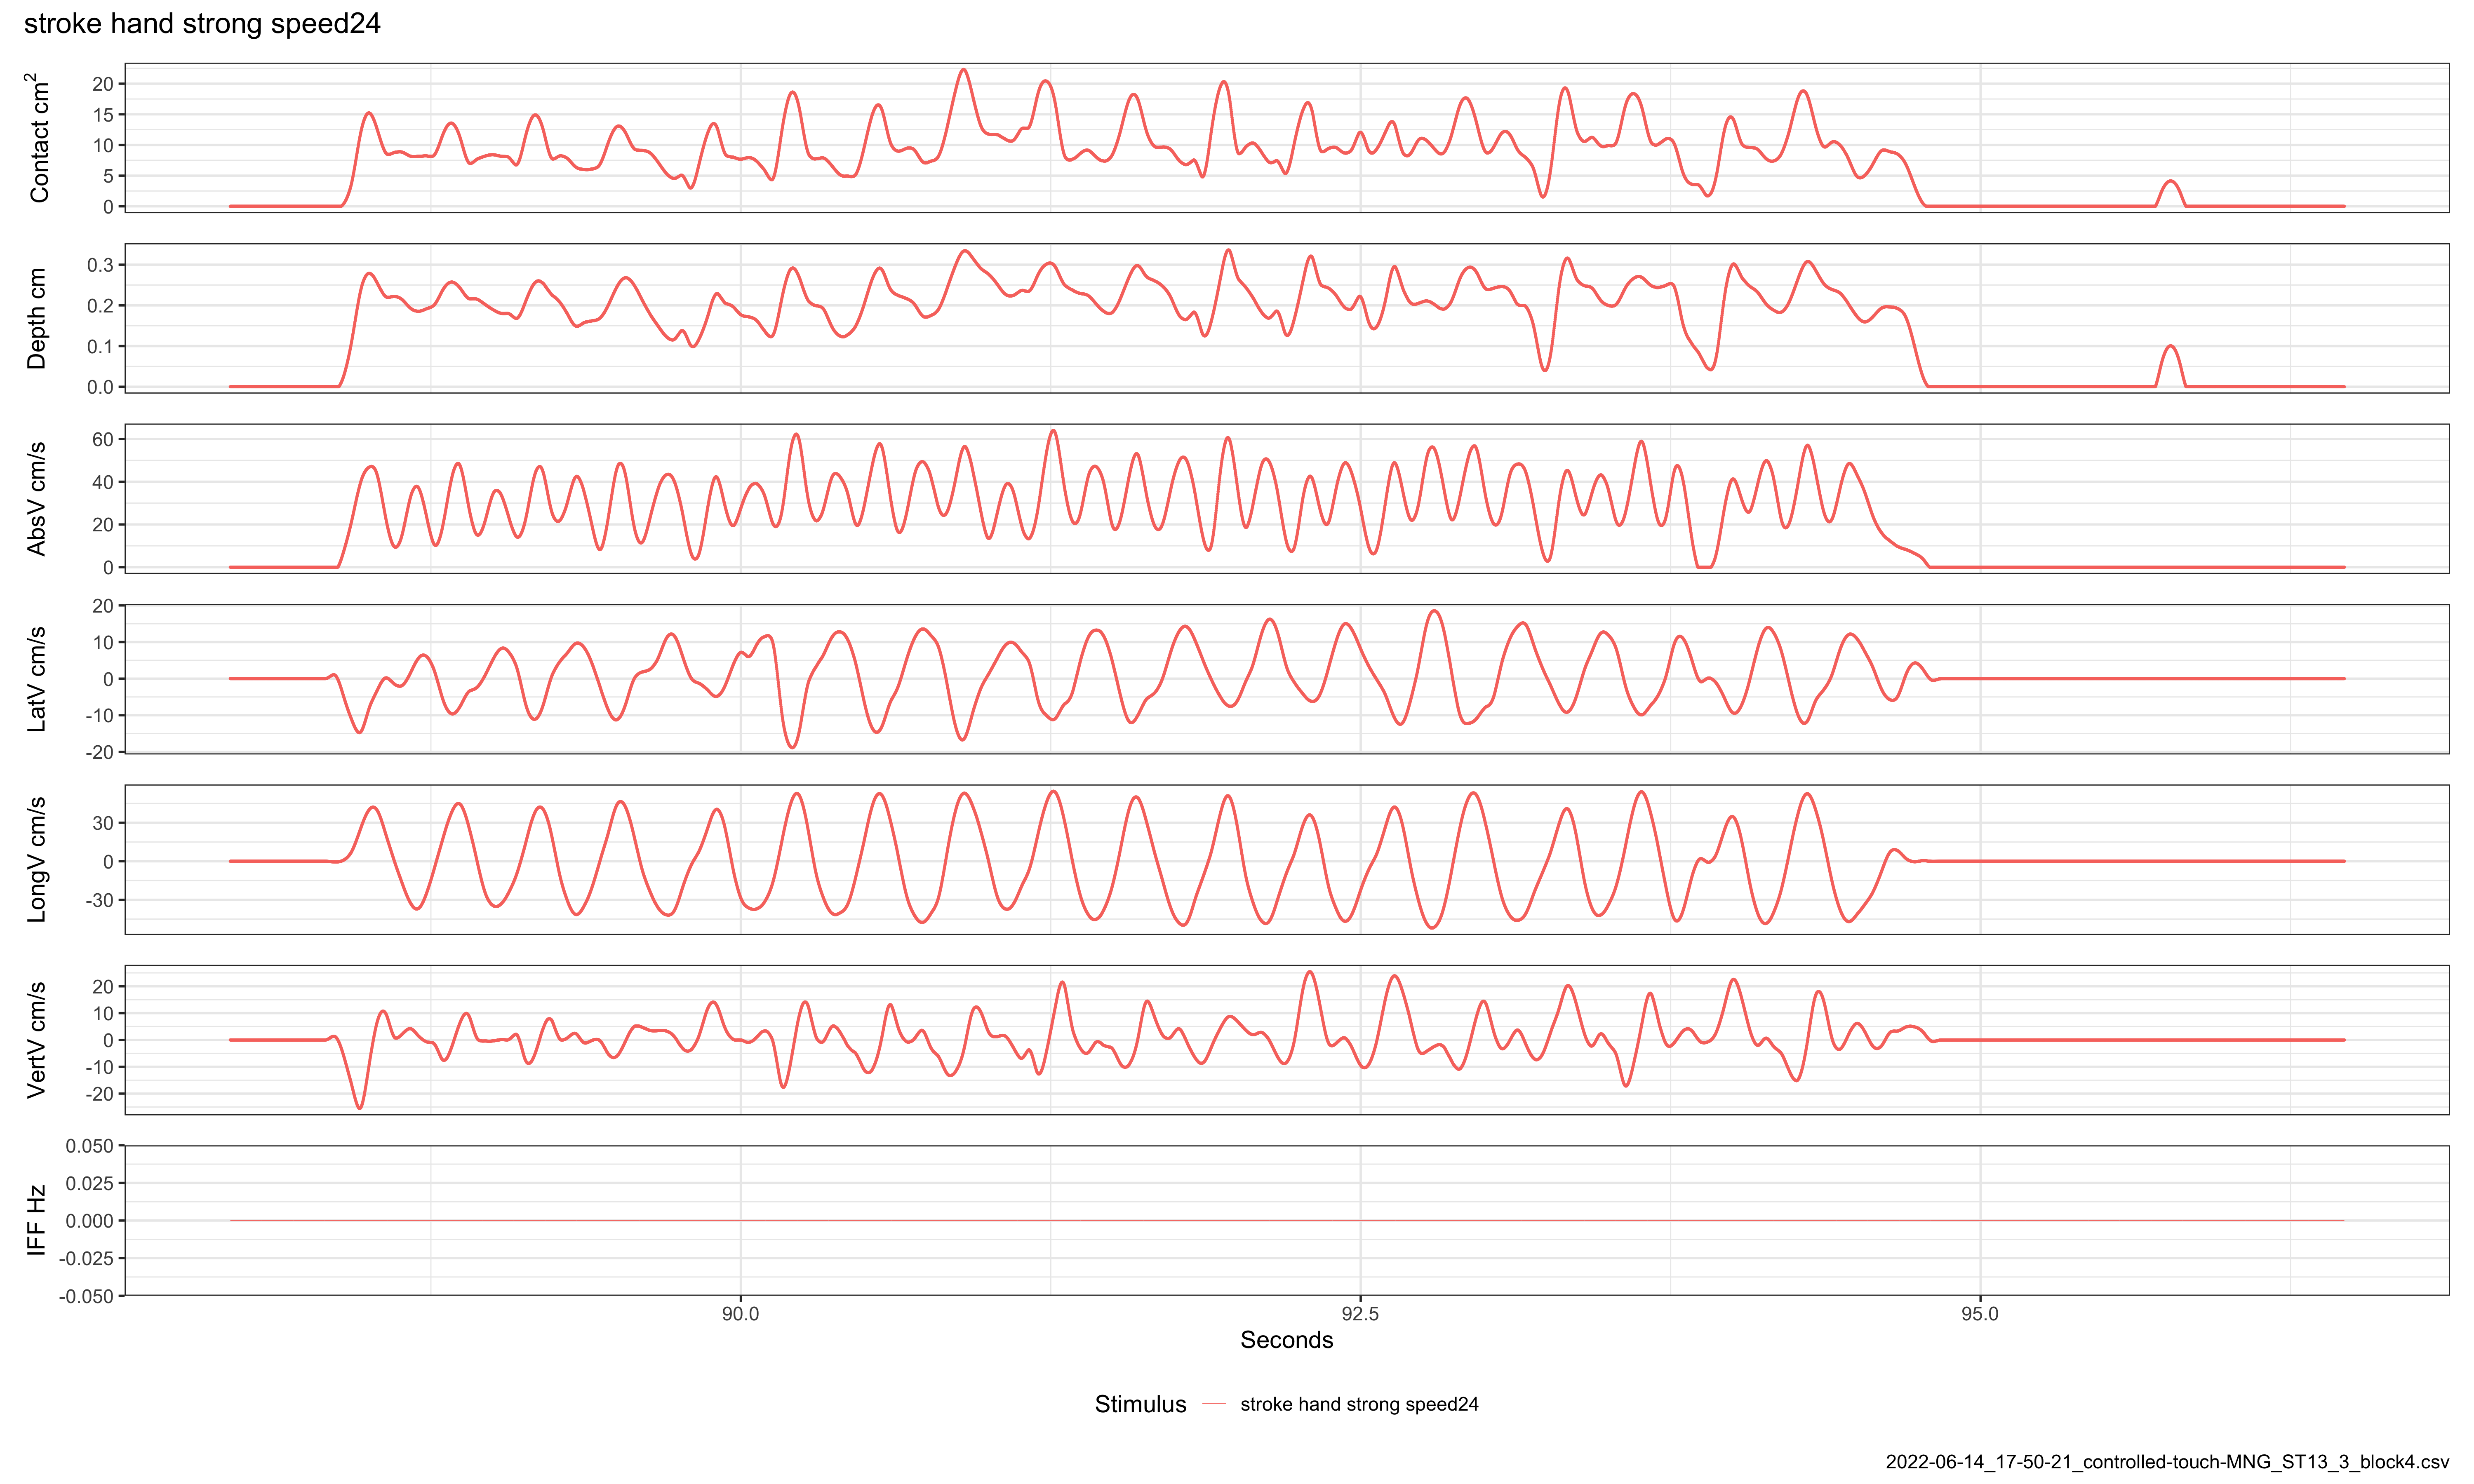 stroke hand strong speed24
Contact cm²
20
15
10
5
0
Depth cm
0.3
0.2
0.1
0.0
AbsV cm/s
60
40
20
0
LatV cm/s
20
10
0
-10
-20
LongV cm/s
30
0
-30
VertV cm/s
20
10
0
-10
-20
IFF Hz
0.050
0.025
0.000
-0.025
-0.050
90.0 92.5 95.0
Seconds
Stimulus stroke hand strong speed24
2022-06-14_17-50-21_controlled-touch-MNG_ST13_3_block4.csv